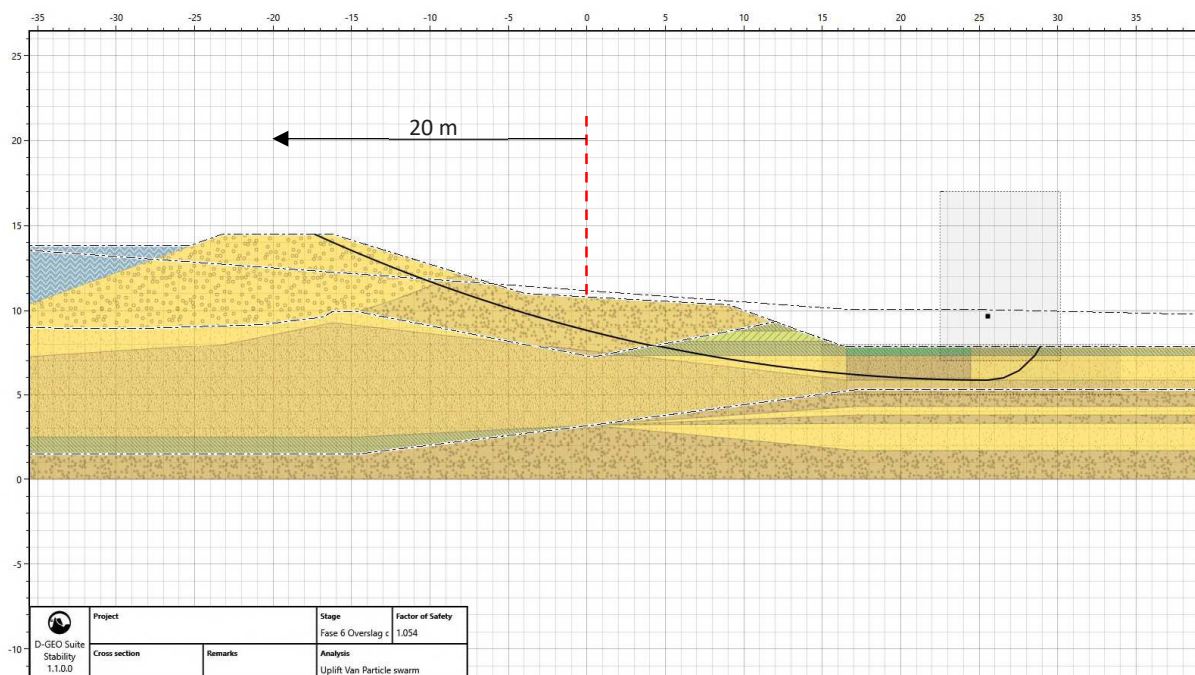 -35 -30 -25 -20 -15 -10 -5 0 5 10 15 20 25 30 35
25
20
15
10
5
0
-5
-10
20 m
D-GEO Suite
Stability
1.1.0.0
Project
Stage
Fase 6 Overslag c
Factor of Safety
1.054
Cross section
Remarks
Analysis
Uplift Van Particle swarm